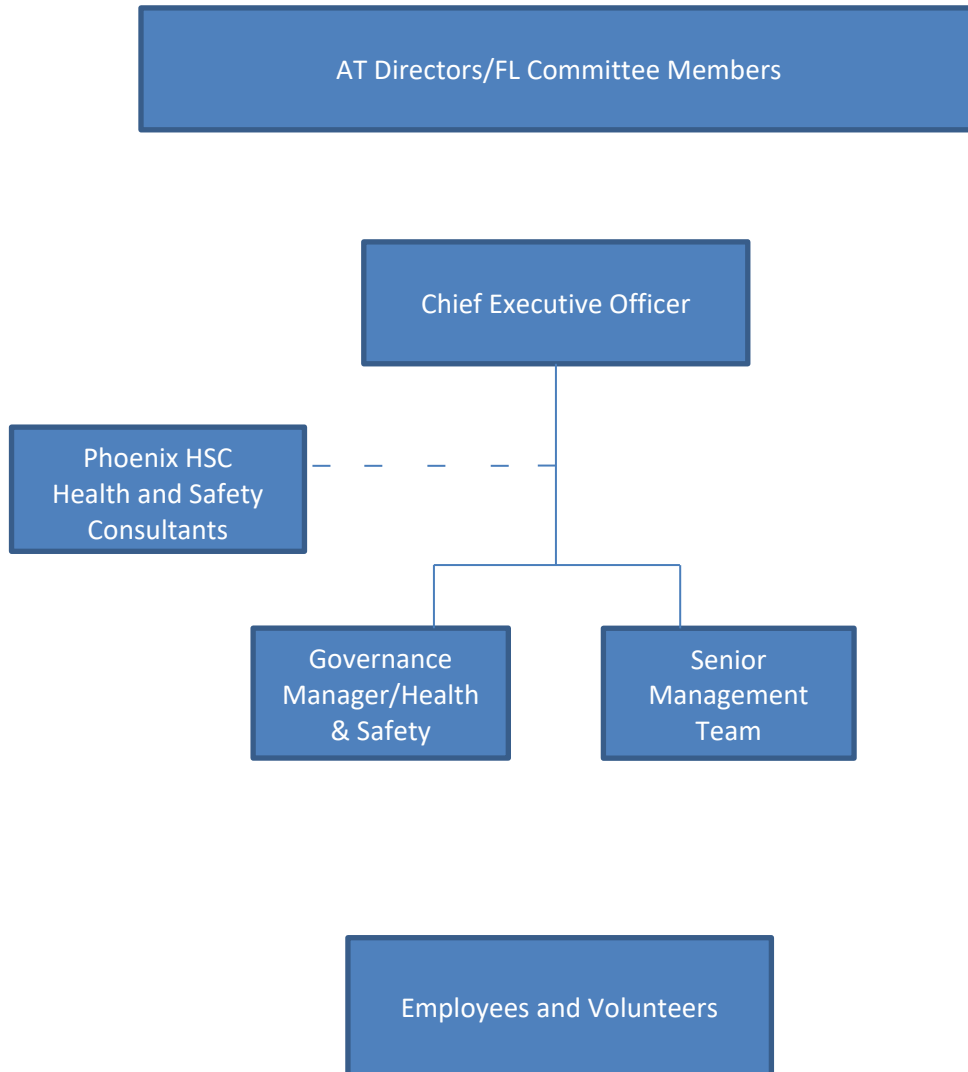 AT Directors/FL Committee Members
Chief Executive Officer
Phoenix HSC
Health and Safety
Consultants
Governance
Manager/Health
& Safety
Senior
Management
Team
Employees and Volunteers